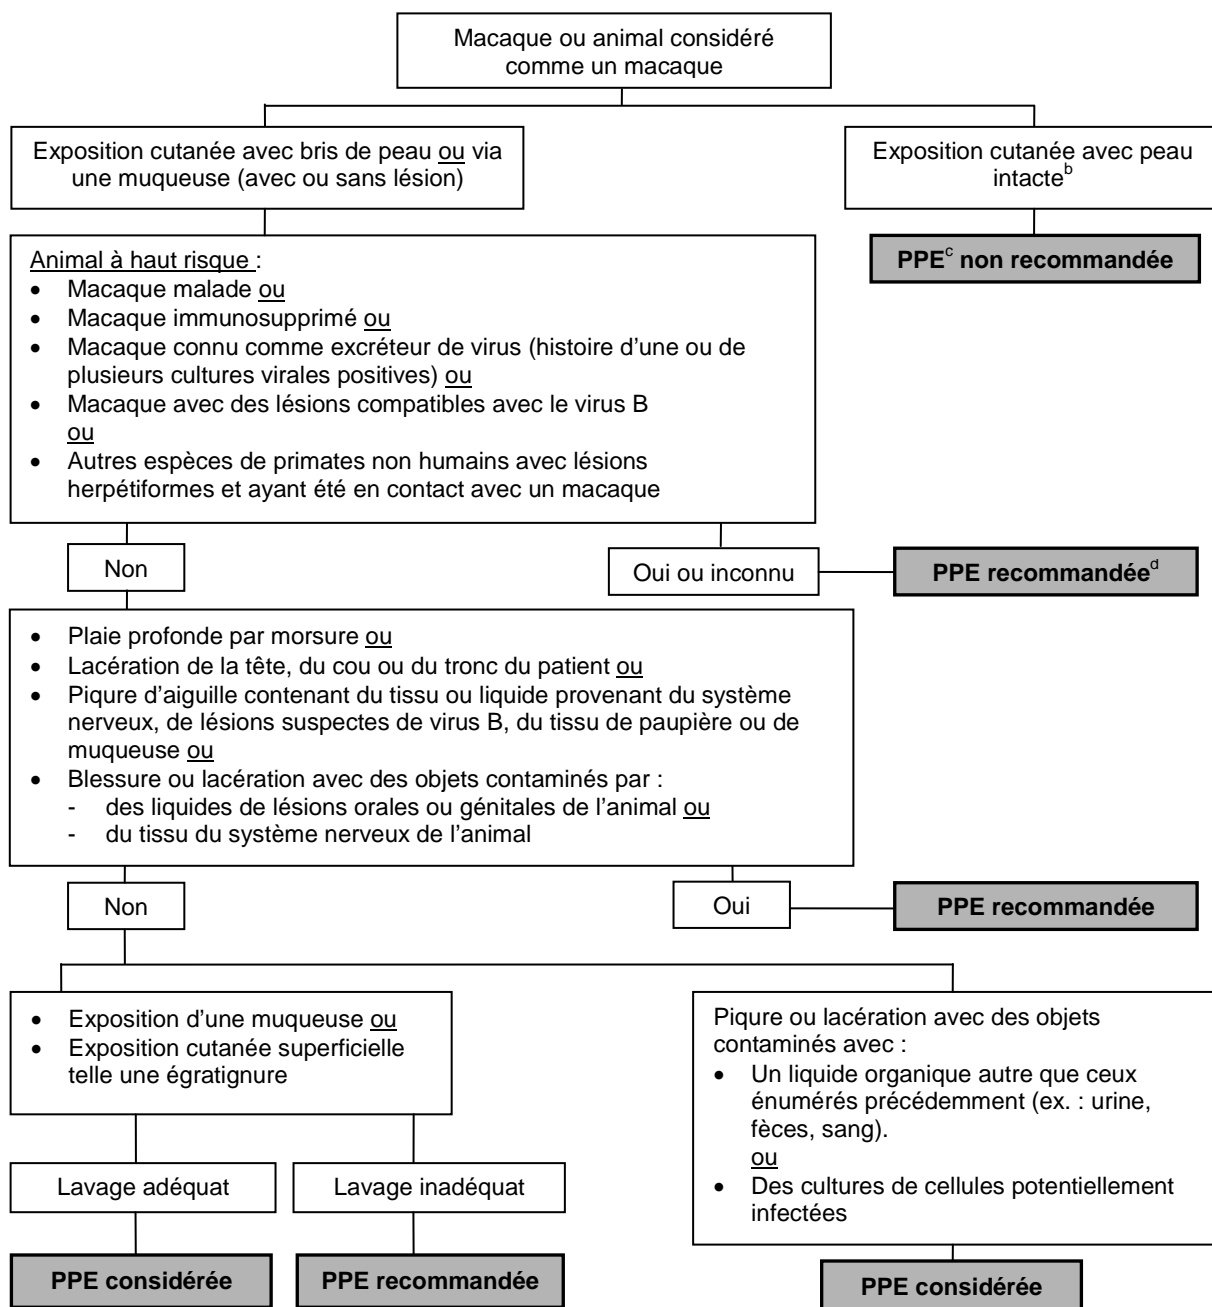 Macaque ou animal considéré
comme un macaque
Exposition cutanée avec bris de peau ou via
une muqueuse (avec ou sans lésion)
Exposition cutanée avec peau
intacte^b
PPE^c non recommandée
Animal à haut risque :
• Macaque malade ou
• Macaque immunosupprimé ou
• Macaque connu comme excréteur de virus (histoire d'une ou de
plusieurs cultures virales positives) ou
• Macaque avec des lésions compatibles avec le virus B
ou
• Autres espèces de primates non humains avec lésions
herpétiformes et ayant été en contact avec un macaque
Non
Oui ou inconnu
PPE recommandée^d
• Plaie profonde par morsure ou
• Lacération de la tête, du cou ou du tronc du patient ou
• Piqure d'aiguille contenant du tissu ou liquide provenant du système
nerveux, de lésions suspectes de virus B, du tissu de paupière ou de
muqueuse ou
• Blessure ou lacération avec des objets contaminés par :
- des liquides de lésions orales ou génitales de l'animal ou
- du tissu du système nerveux de l'animal
Non
Oui
PPE recommandée
• Exposition d'une muqueuse ou
• Exposition cutanée superficielle
telle une égratignure
Lavage adéquat
Lavage inadéquat
PPE considérée
PPE recommandée
Piqure ou lacération avec des objets
contaminés avec :
• Un liquide organique autre que ceux
énumérés précédemment (ex. : urine,
fèces, sang).
ou
• Des cultures de cellules potentiellement
infectées
PPE considérée